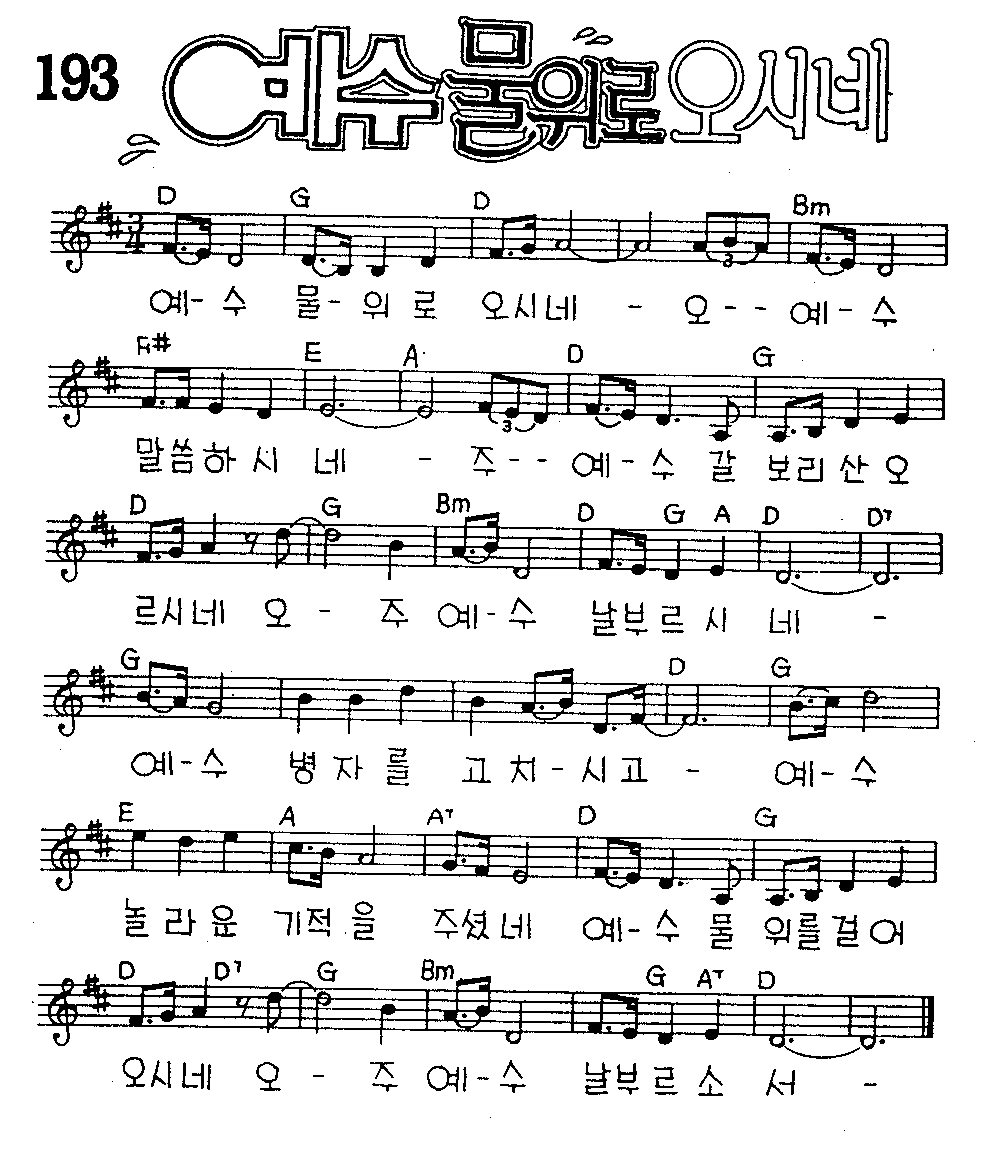 193 예수 물위로 오시네
D G D Bm
3/4
3
예- 수 물- 위 로 오시네 - 오 - - 예- 수
F# E A D G
3
말씀하 시 네 - 주 - - 예- 수 갈 보리 산 오
D G Bm D G A D D7
르시네 오 - 주 예- 수 날부르 시 네 -
G D G
예- 수 병 자 를 고 치 - 시고 - 예- 수
E A A7 D G
놀 라 운 기적 을 주셨네 예- 수 물 위를걸어
D D7 G Bm G A7 D
오시네 오 - 주 예- 수 날부르 소 서 -